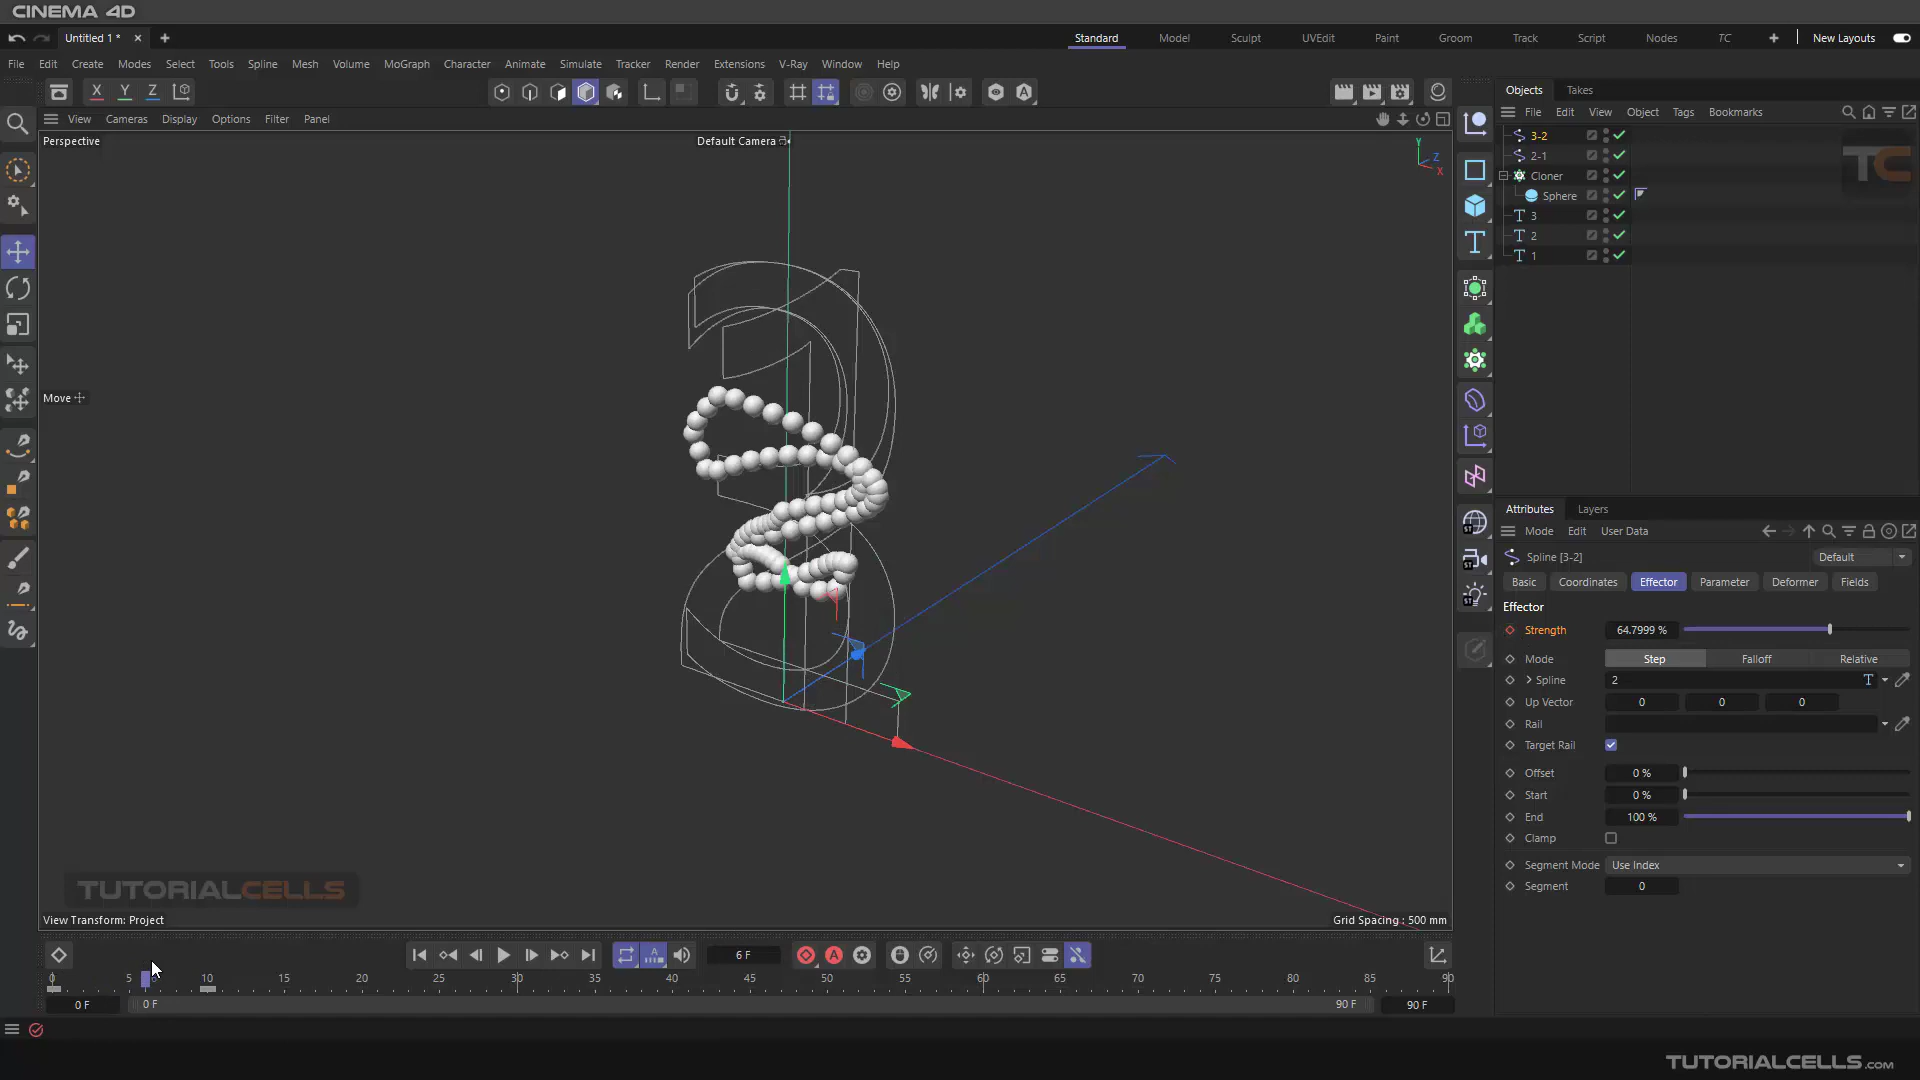 CINEMA 4D
Untitled 1 * × +
Standard Model Sculpt UVEdit Paint Groom Track Script Nodes TC + New Layouts
File Edit Create Modes Select Tools Spline Mesh Volume MoGraph Character Animate Simulate Tracker Render Extensions V-Ray Window Help
X Y Z
Objects Takes
View Cameras Display Options Filter Panel
File Edit View Object Tags Bookmarks
Perspective
Default Camera
Y
Z
X
3-2
2-1
Cloner
Sphere
3
2
1
TC
Move
Attributes Layers
Mode Edit User Data
Spline [3-2]
Default
Basic Coordinates Effector Parameter Deformer Fields
Effector
Strength 64.7999 %
Mode Step Falloff Relative
Spline 2
Up Vector 0 0 0
Rail
Target Rail
Offset 0 %
Start 0 %
End 100 %
Clamp
Segment Mode Use Index
Segment 0
TUTORIALCELLS
View Transform: Project
Grid Spacing : 500 mm
6 F
0 5 10 15 20 25 30 35 40 45 50 55 60 65 70 75 80 85 90
0 F 0 F 90 F 90 F
TUTORIALCELLS.COM